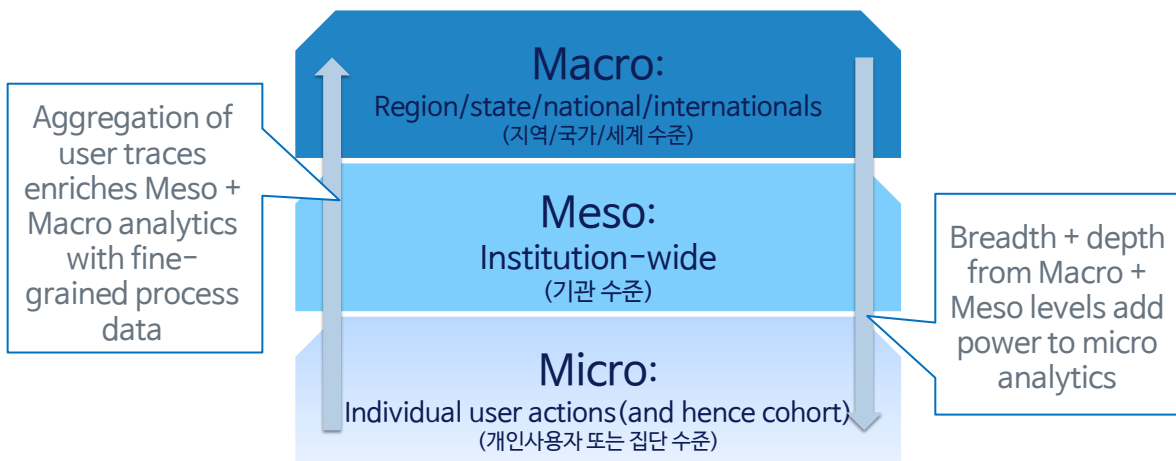 Macro:
Region/state/national/internationals
(지역/국가/세계 수준)
Aggregation of
user traces
enriches Meso +
Macro analytics
with fine-
grained process
data
Meso:
Institution-wide
(기관 수준)
Breadth + depth
from Macro +
Meso levels add
power to micro
analytics
Micro:
Individual user actions(and hence cohort)
(개인사용자 또는 집단 수준)